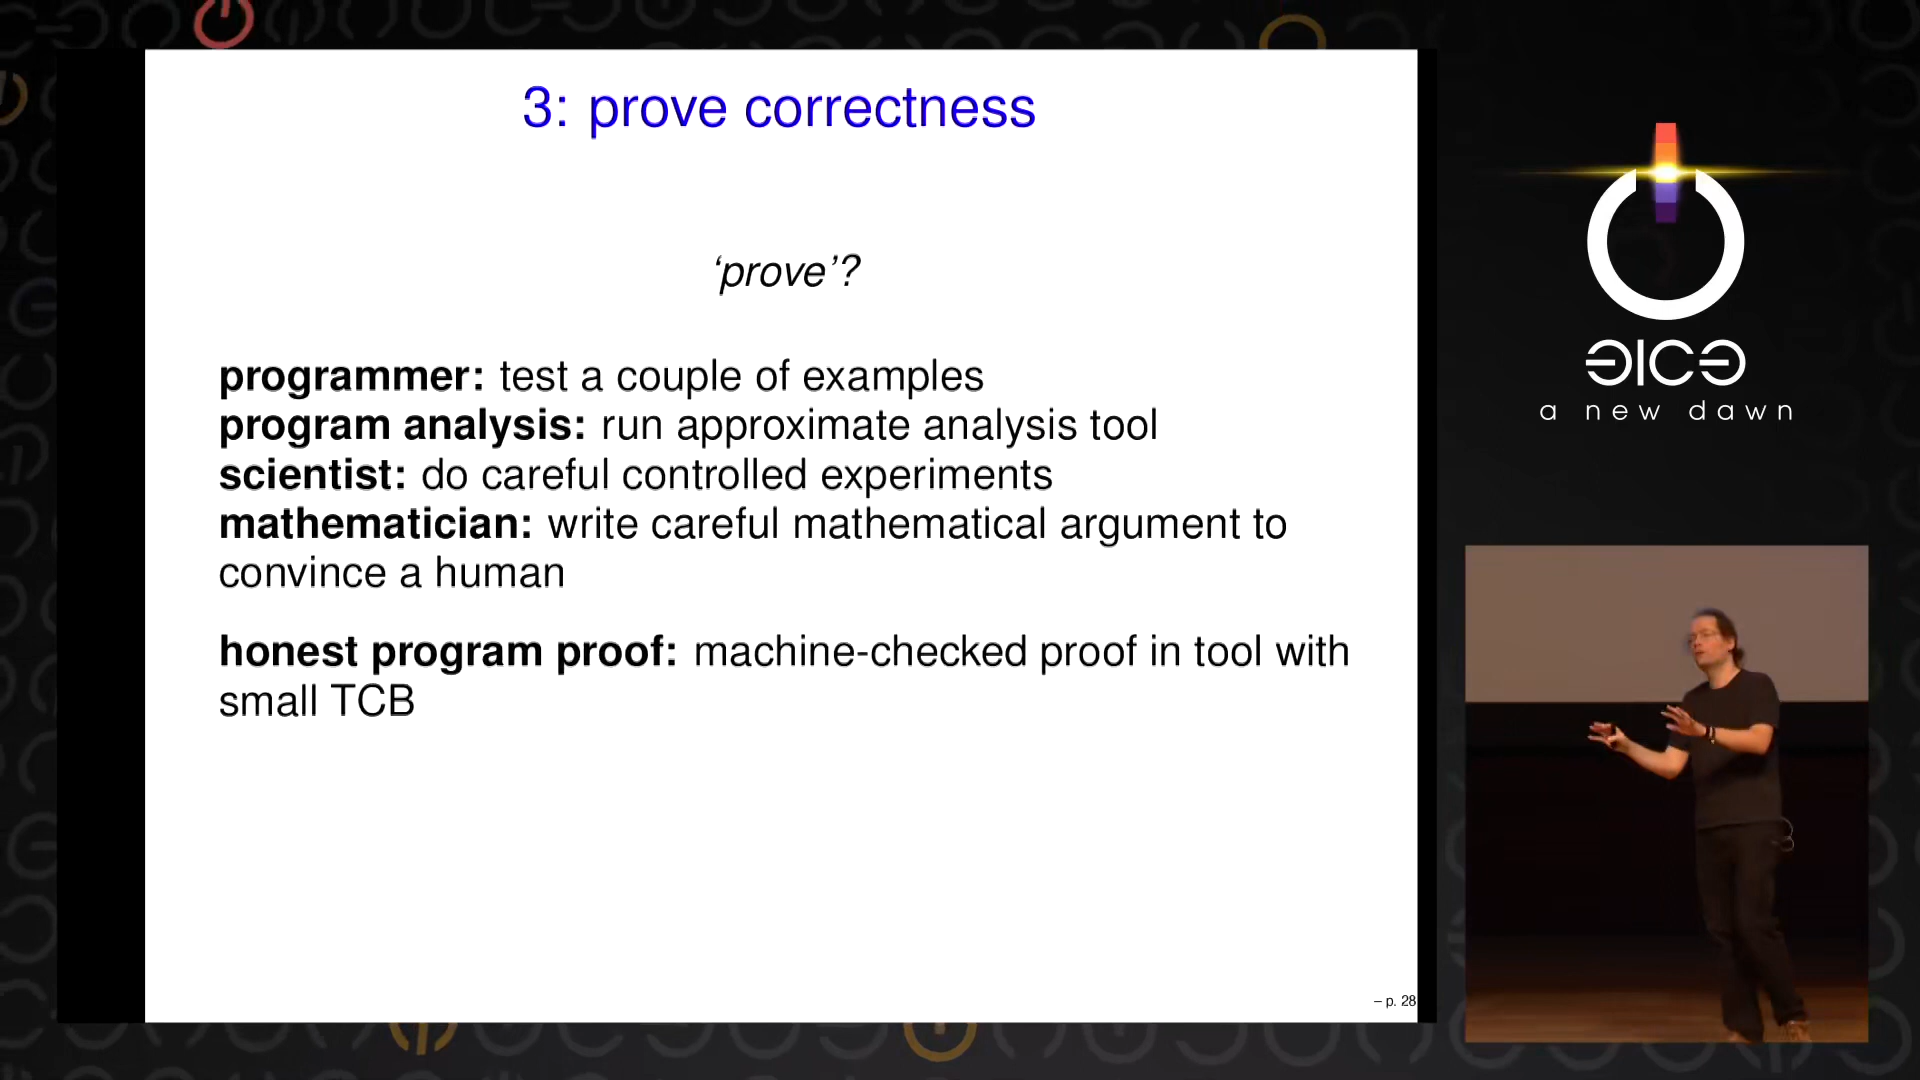 3: prove correctness
‘prove’?
programmer: test a couple of examples
program analysis: run approximate analysis tool
scientist: do careful controlled experiments
mathematician: write careful mathematical argument to
convince a human
honest program proof: machine-checked proof in tool with
small TCB
– p. 28
a new dawn